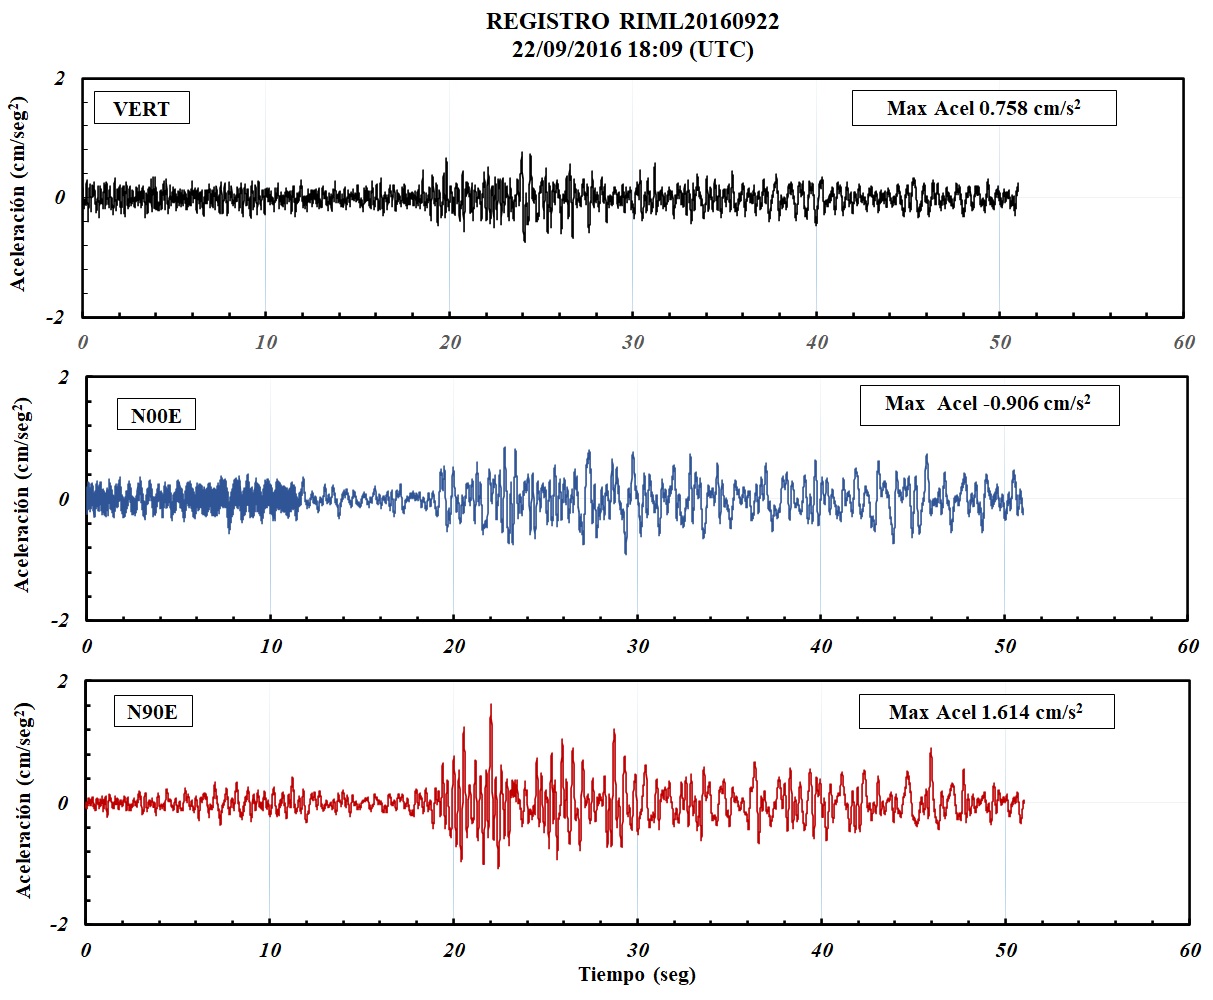 REGISTRO RIML20160922
22/09/2016 18:09 (UTC)
2
VERT
Max Acel 0.758 cm/s²
Aceleración (cm/seg²)
0
-2
0 10 20 30 40 50 60
2
N00E
Max Acel -0.906 cm/s²
Aceleración (cm/seg²)
0
-2
0 10 20 30 40 50 60
2
N90E
Max Acel 1.614 cm/s²
Aceleración (cm/seg²)
0
-2
0 10 20 30 40 50 60
Tiempo (seg)